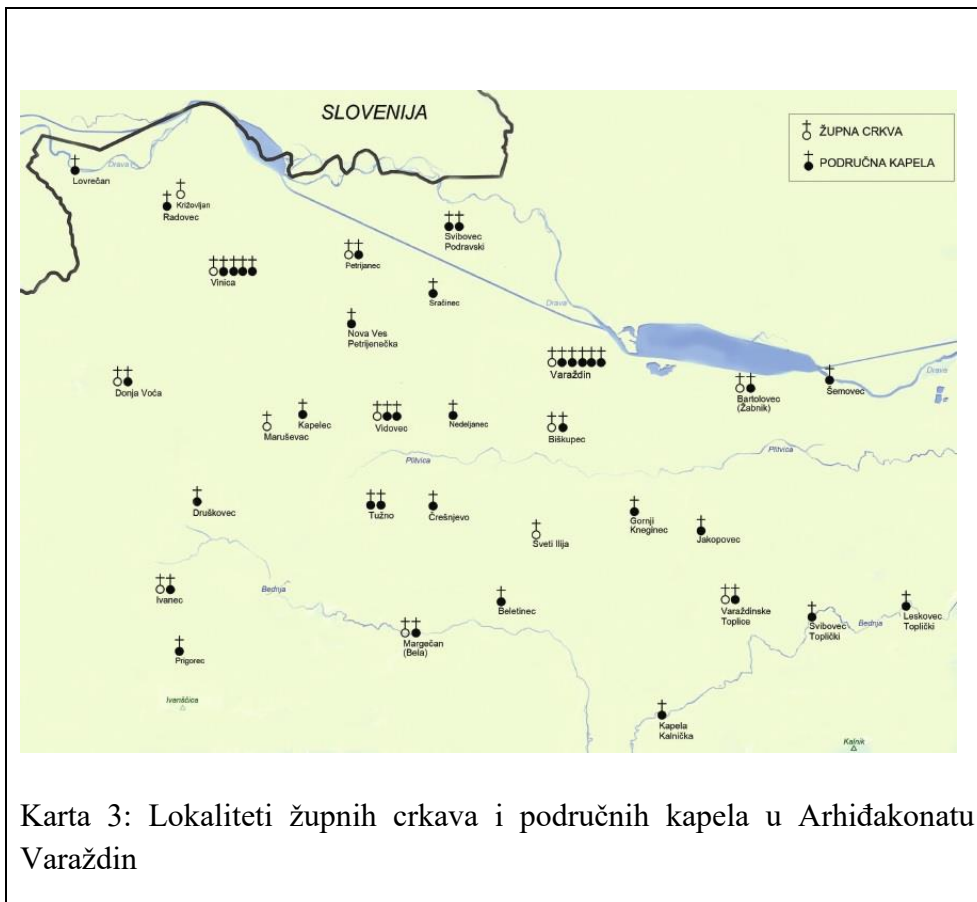 SLOVENIJA
ŽUPNA CRKVA
PODRUČNA KAPELA
Drava
Lovrečan
Križovljan
Radovec
Svibovec
Podravski
Petrijanec
Vinica
Sračinec
Drava
Nova Ves
Petrijenečka
Varaždin
Drava
Donja Voća
Bartolovec
(Žabnik)
Šemovec
Kapelec
Maruševac
Vidovec
Nedeljanec
Biškupec
Plitvica
Plitvica
Druškovec
Tužno
Črešnjevo
Gornji
Kneginec
Jakopovec
Sveti Ilija
Ivanec
Bednja
Beletinec
Varaždinske
Toplice
Svibovec
Toplički
Bednja
Leskovec
Toplički
Margečan
(Bela)
Prigorec
Ivanščica
Kapela
Kalnička
Kalnik
Karta 3: Lokaliteti župnih crkava i područnih kapela u Arhiđakonatu
Varaždin